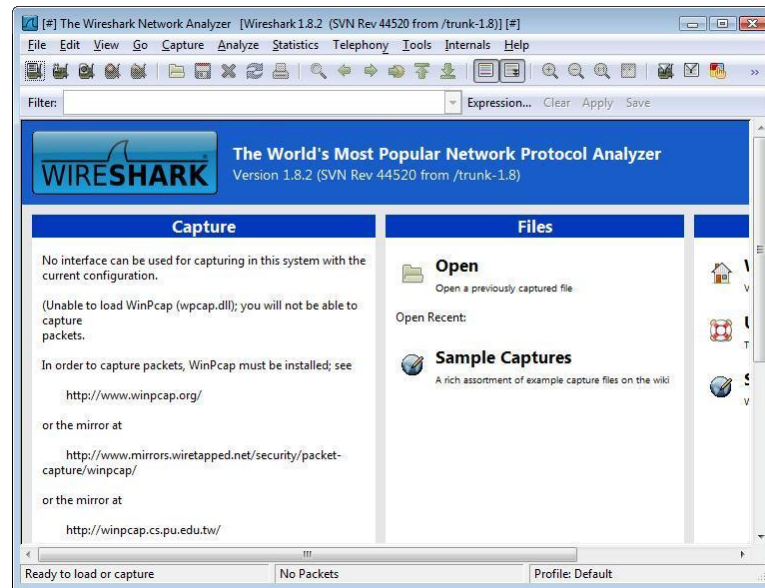 [#] The Wireshark Network Analyzer [Wireshark 1.8.2 (SVN Rev 44520 from /trunk-1.8)] [#]
File Edit View Go Capture Analyze Statistics Telephony Tools Internals Help
Filter: Expression... Clear Apply Save
WIRESHARK
The World's Most Popular Network Protocol Analyzer
Version 1.8.2 (SVN Rev 44520 from /trunk-1.8)
Capture
No interface can be used for capturing in this system with the
current configuration.
(Unable to load WinPcap (wpcap.dll); you will not be able to
capture
packets.
In order to capture packets, WinPcap must be installed; see
http://www.winpcap.org/
or the mirror at
http://www.mirrors.wiretapped.net/security/packet-
capture/winpcap/
or the mirror at
http://winpcap.cs.pu.edu.tw/
Files
Open
Open a previously captured file
Open Recent:
Sample Captures
A rich assortment of example capture files on the wiki
Ready to load or capture
No Packets
Profile: Default